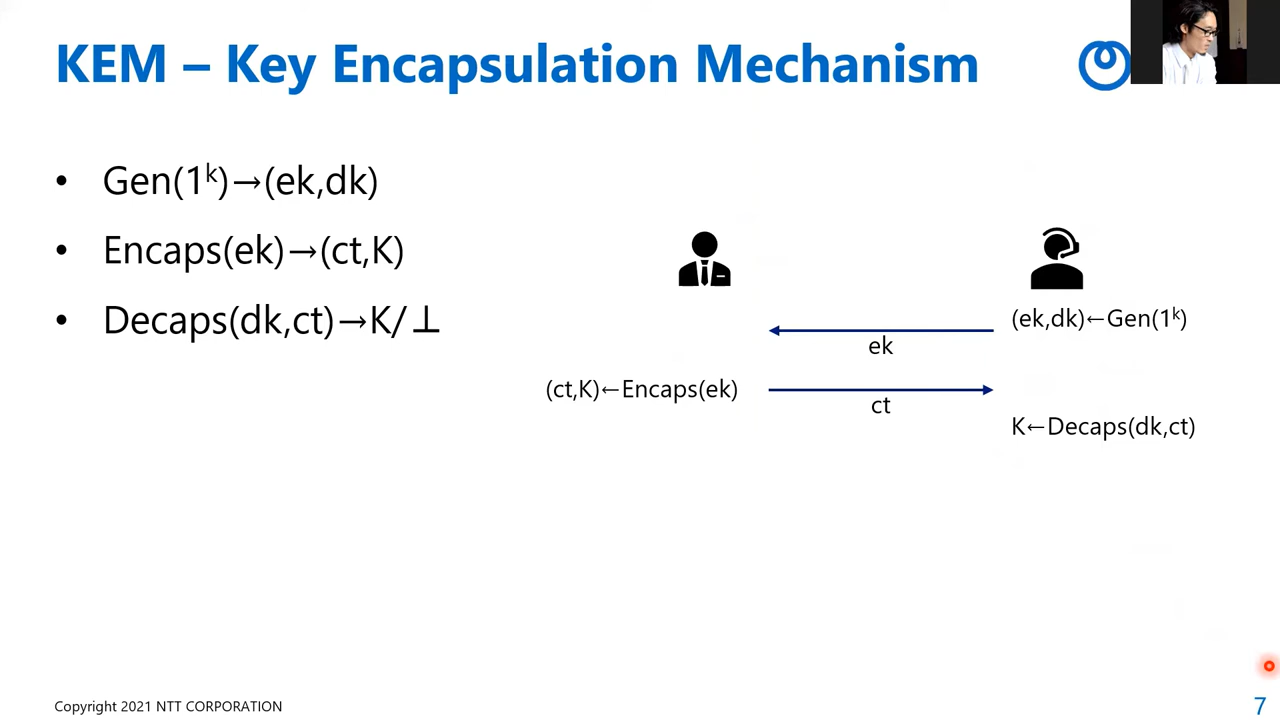 KEM – Key Encapsulation Mechanism
• Gen(1ᵏ)→(ek,dk)
• Encaps(ek)→(ct,K)
• Decaps(dk,ct)→K/⊥
(ek,dk)←Gen(1ᵏ)
ek
(ct,K)←Encaps(ek)
ct
K←Decaps(dk,ct)
Copyright 2021 NTT CORPORATION
7